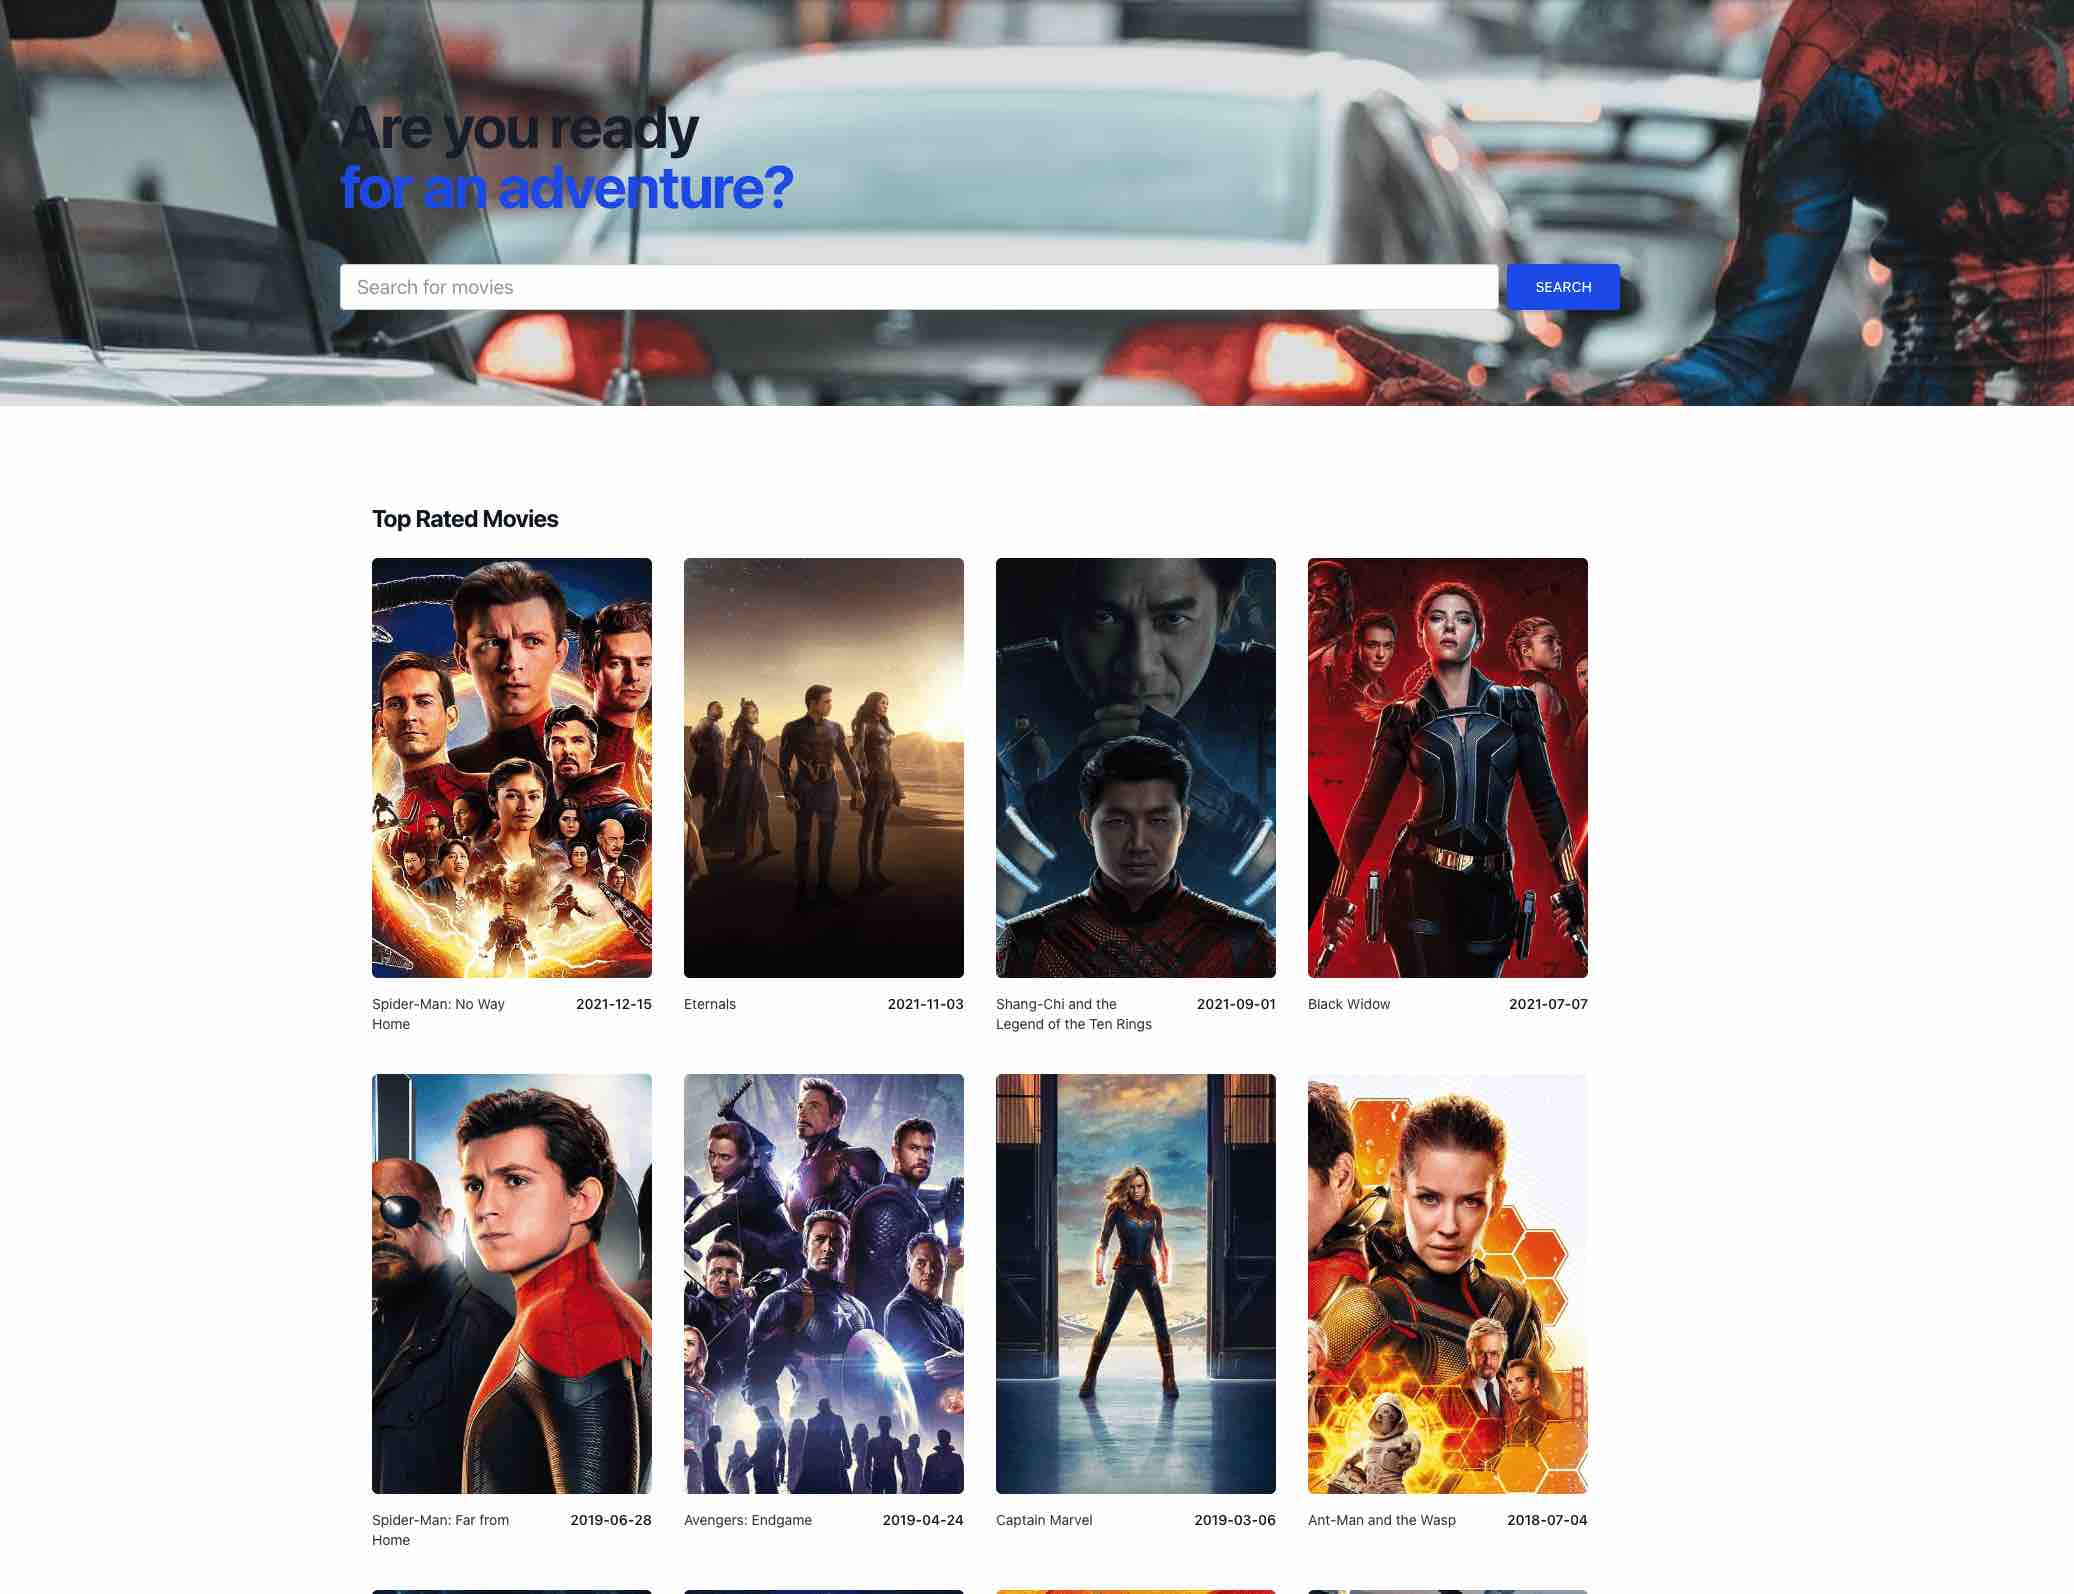 Are you ready
for an adventure?
Search for movies
SEARCH
Top Rated Movies
Spider-Man: No Way
Home
2021-12-15
Eternals
2021-11-03
Shang-Chi and the
Legend of the Ten Rings
2021-09-01
Black Widow
2021-07-07
Spider-Man: Far from
Home
2019-06-28
Avengers: Endgame
2019-04-24
Captain Marvel
2019-03-06
Ant-Man and the Wasp
2018-07-04